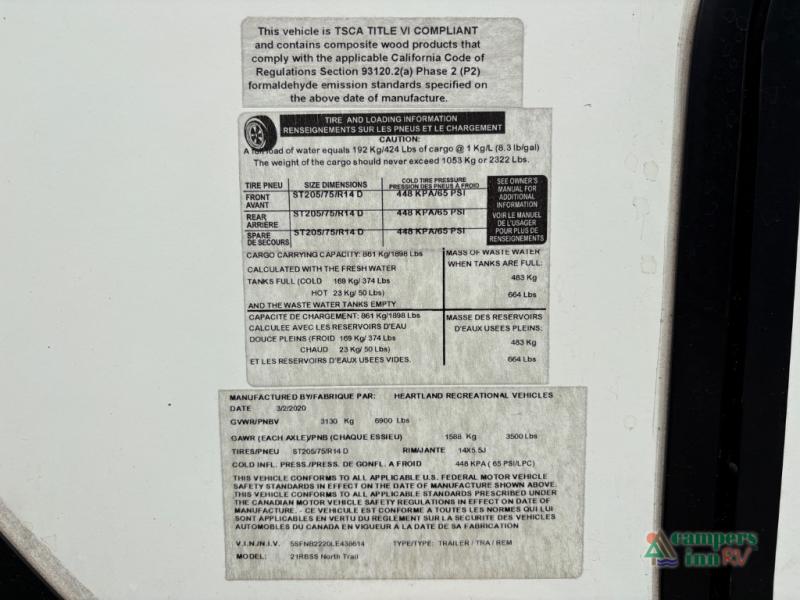 This vehicle is TSCA TITLE VI COMPLIANT
and contains composite wood products that
comply with the applicable California Code of
Regulations Section 93120.2(a) Phase 2 (P2)
formaldehyde emission standards specified on
the above date of manufacture.
TIRE AND LOADING INFORMATION
RENSEIGNEMENTS SUR LES PNEUS ET LE CHARGEMENT
CAUTION:
A full load of water equals 192 Kg/424 Lbs of cargo @ 1 Kg/L (8.3 lb/gal)
The weight of the cargo should never exceed 1053 Kg or 2322 Lbs.
TIRE PNEU SIZE DIMENSIONS COLD TIRE PRESSURE
PRESSION DES PNEUS À FROID
FRONT
AVANT ST205/75/R14 D 448 KPA/65 PSI
REAR
ARRIÈRE ST205/75/R14 D 448 KPA/65 PSI
SPARE
DE SECOURS ST205/75/R14 D 448 KPA/65 PSI
SEE OWNER'S
MANUAL FOR
ADDITIONAL
INFORMATION
VOIR LE MANUEL
DE L'USAGER
POUR PLUS DE
RENSEIGNEMENTS
CARGO CARRYING CAPACITY: 861 Kg/1898 Lbs
CALCULATED WITH THE FRESH WATER
TANKS FULL (COLD 169 Kg/ 374 Lbs
HOT 23 Kg/ 50 Lbs)
AND THE WASTE WATER TANKS EMPTY
MASS OF WASTE WATER
WHEN TANKS ARE FULL:
483 Kg
664 Lbs
CAPACITE DE CHARGEMENT: 861 Kg/1898 Lbs
CALCULEE AVEC LES RESERVOIRS D'EAU
DOUCE PLEINS (FROID 169 Kg/ 374 Lbs
CHAUD 23 Kg/ 50 Lbs)
ET LES RÉSERVOIRS D'EAUX USEES VIDES.
MASSE DES RESERVOIRS
D'EAUX USEES PLEINS:
483 Kg
664 Lbs
MANUFACTURED BY/FABRIQUE PAR: HEARTLAND RECREATIONAL VEHICLES
DATE 3/2/2020
GVWR/PNBV 3130 Kg 6900 Lbs
GAWR (EACH AXLE)/PNB (CHAQUE ESSIEU) 1588 Kg 3500 Lbs
TIRES/PNEU ST205/75/R14 D RIM/JANTE 14X5.5J
COLD INFL. PRESS./PRESS. DE GONFL. A FROID 448 KPA ( 65 PSI/LPC)
THIS VEHICLE CONFORMS TO ALL APPLICABLE U.S. FEDERAL MOTOR VEHICLE
SAFETY STANDARDS IN EFFECT ON THE DATE OF MANUFACTURE SHOWN ABOVE.
THIS VEHICLE CONFORMS TO ALL APPLICABLE STANDARDS PRESCRIBED UNDER
THE CANADIAN MOTOR VEHICLE SAFETY REGULATIONS IN EFFECT ON DATE OF
MANUFACTURE. - CE VEHICULE EST CONFORME A TOUTES LES NORMES QUI LUI
SONT APPLICABLES EN VERTU DU REGLEMENT SUR LA SECURITE DES VEHICLES
AUTOMOBILES DU CANADA EN VIGUEUR A LA DATE DE SA FABRICATION
V.I.N./N.I.V. 5SFNB2220LE438614 TYPE/TYPE: TRAILER / TRA / REM
MODEL: 21RBSS North Trail
campers
inn RV